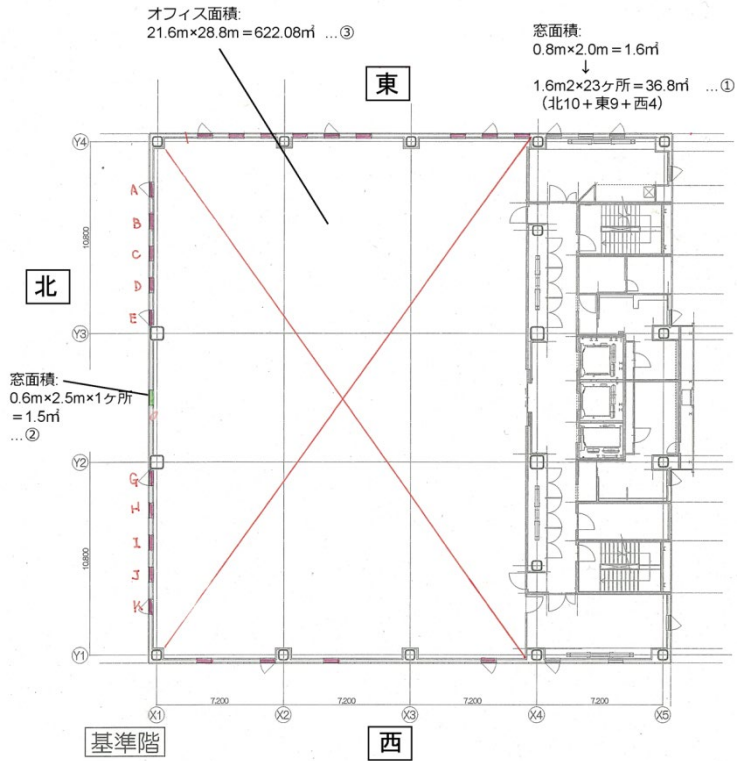 オフィス面積:
21.6m×28.8m＝622.08㎡ …③
窓面積:
0.8m×2.0m＝1.6㎡
↓
1.6m2×23ヶ所＝36.8㎡ …①
（北10＋東9＋西4）
東
Y4
A
B
10,800
C
D
北
E
Y3
窓面積:
0.6m×2.5m×1ヶ所
＝1.5㎡
…②
Y2
G
H
I
10,800
J
K
Y1
7,200 7,200 7,200 7,200
X1 X2 X3 X4 X5
基準階
西